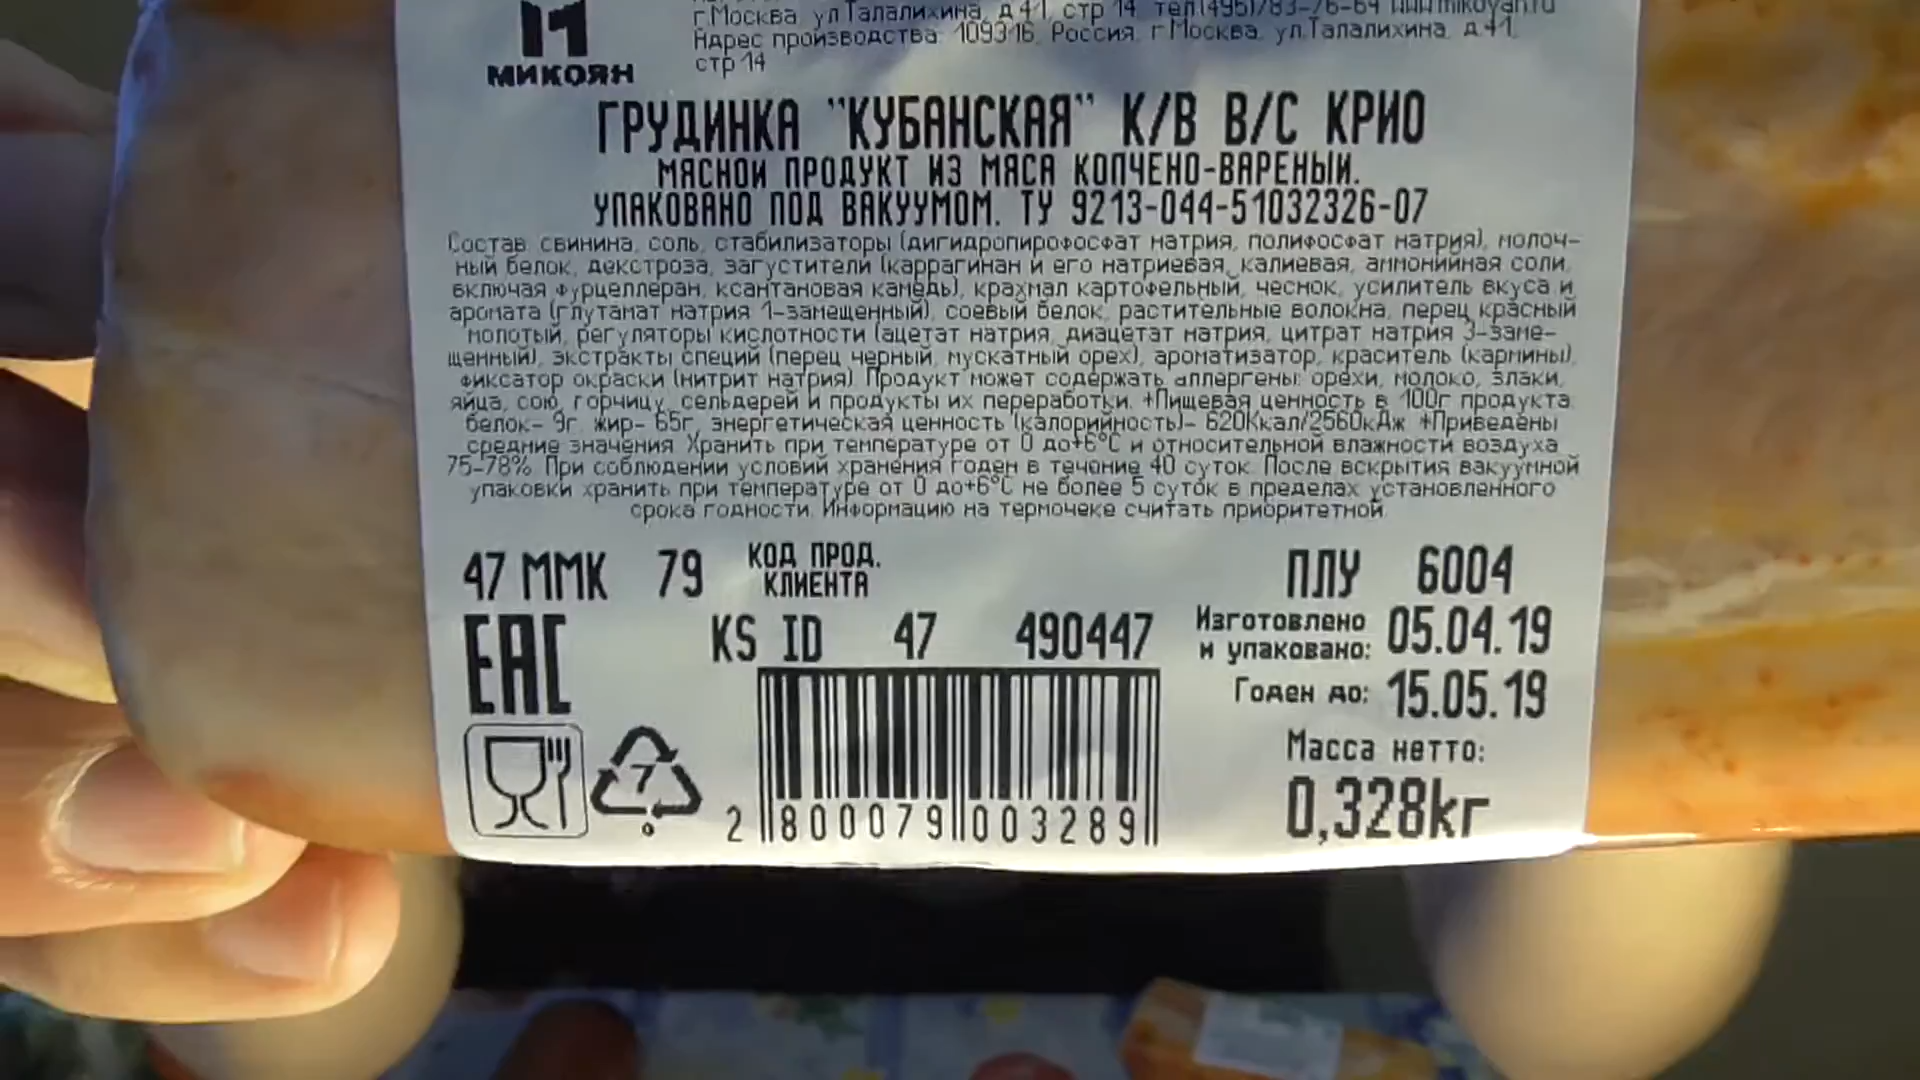 г.Москва, ул.Талалихина, д.41, стр.14, тел.(495)783-76-64 www.mikoyan.ru
Адрес производства: 109316, Россия, г.Москва, ул.Талалихина, д.41,
стр.14
МИКОЯН
ГРУДИНКА "КУБАНСКАЯ" К/В В/С КРИО
МЯСНОЙ ПРОДУКТ ИЗ МЯСА КОПЧЕНО-ВАРЕНЫЙ.
УПАКОВАНО ПОД ВАКУУМОМ. ТУ 9213-044-51032326-07
Состав: свинина, соль, стабилизаторы (дигидропирофосфат натрия, полифосфат натрия), молоч-
ный белок, декстроза, загустители (каррагинан и его натриевая, калиевая, аммонийная соли,
включая фурцеллеран, ксантановая камедь), крахмал картофельный, чеснок, усилитель вкуса и
аромата (глутамат натрия 1-замещенный), соевый белок, растительные волокна, перец красный
молотый, регуляторы кислотности (ацетат натрия, диацетат натрия, цитрат натрия 3-заме-
щенный), экстракты специй (перец черный, мускатный орех), ароматизатор, краситель (кармины),
фиксатор окраски (нитрит натрия). Продукт может содержать аллергены: орехи, молоко, злаки,
яйца, сою, горчицу, сельдерей и продукты их переработки. +Пищевая ценность в 100г продукта:
белок- 9г, жир- 65г, энергетическая ценность (калорийность)- 620Ккал/2560кДж +Приведены
средние значения. Хранить при температуре от 0 до+6°С и относительной влажности воздуха
75-78%. При соблюдении условий хранения годен в течение 40 суток. После вскрытия вакуумной
упаковки хранить при температуре от 0 до+6°С не более 5 суток в пределах установленного
срока годности. Информацию на термочеке считать приоритетной.
47 ММК 79 КОД ПРОД.
КЛИЕНТА
ПЛУ 6004
ЕАС
KS ID 47 490447
Изготовлено
и упаковано: 05.04.19
Годен до: 15.05.19
Масса нетто:
0,328кг
7
2 800079 003289